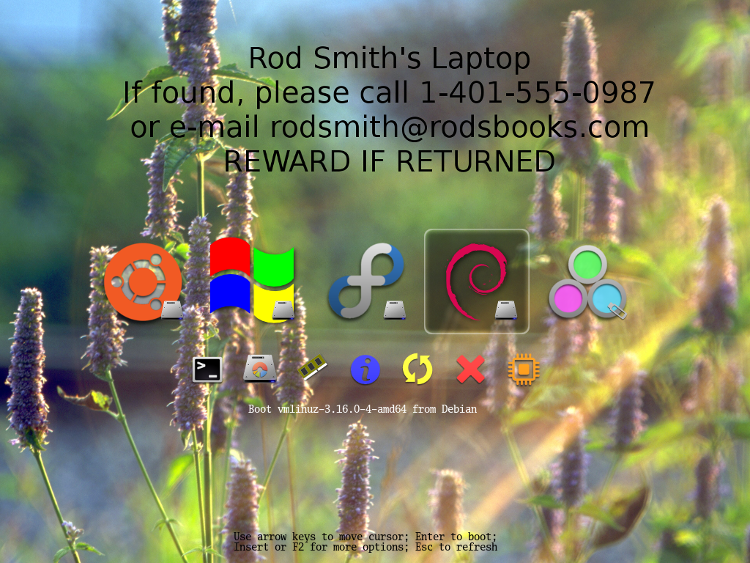 Rod Smith's Laptop
If found, please call 1-401-555-0987
or e-mail rodsmith@rodsbooks.com
REWARD IF RETURNED
Boot vmlinuz-3.16.0-4-amd64 from Debian
Use arrow keys to move cursor; Enter to boot;
Insert or F2 for more options; Esc to refresh